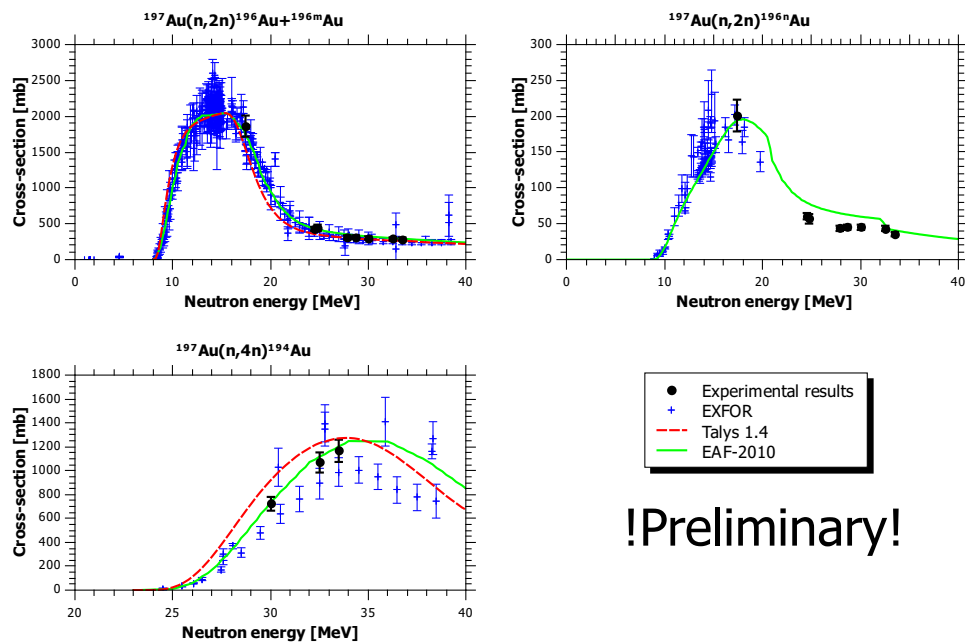 ¹⁹⁷Au(n,2n)¹⁹⁶Au+¹⁹⁶ᵐAu
Cross-section [mb]
3000
2500
2000
1500
1000
500
0
0 10 20 30 40
Neutron energy [MeV]
¹⁹⁷Au(n,2n)¹⁹⁶ⁿAu
Cross-section [mb]
300
250
200
150
100
50
0
0 10 20 30 40
Neutron energy [MeV]
¹⁹⁷Au(n,4n)¹⁹⁴Au
Cross-section [mb]
1800
1600
1400
1200
1000
800
600
400
200
0
20 25 30 35 40
Neutron energy [MeV]
Experimental results
EXFOR
Talys 1.4
EAF-2010
!Preliminary!